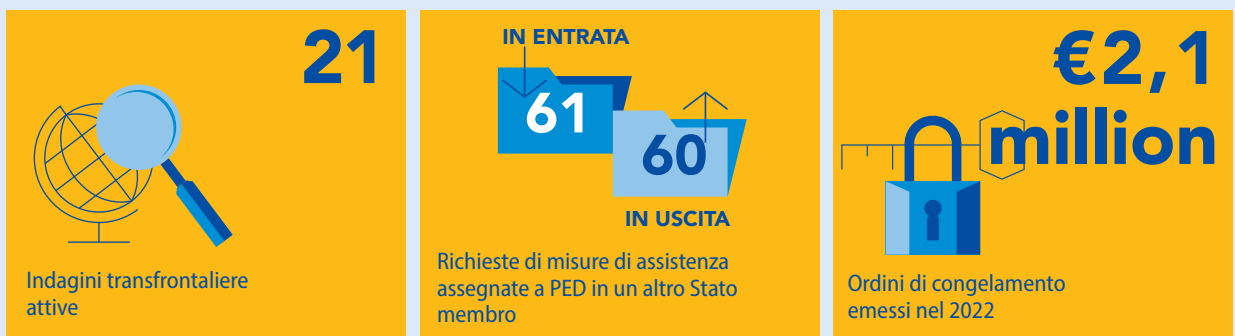 21
Indagini transfrontaliere
attive
IN ENTRATA
61
60
IN USCITA
Richieste di misure di assistenza
assegnate a PED in un altro Stato
membro
€2,1
million
Ordini di congelamento
emessi nel 2022